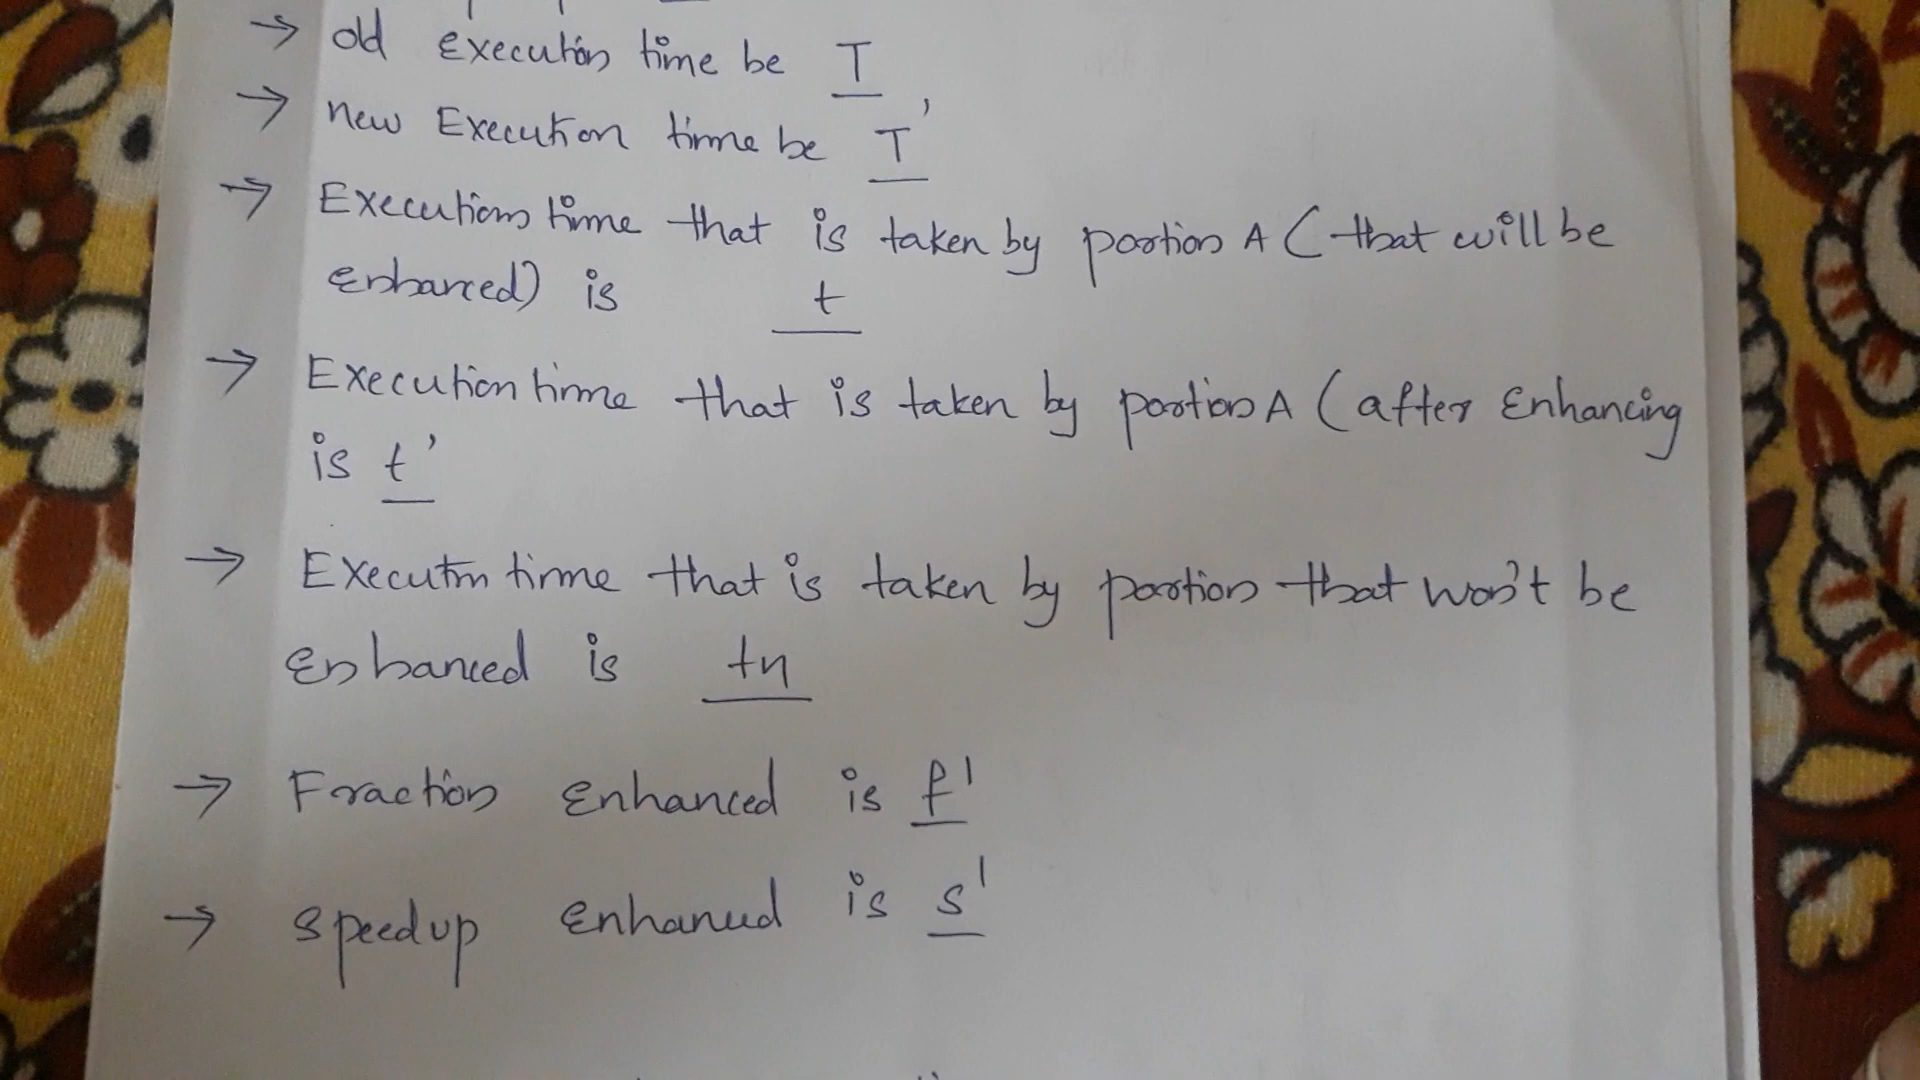 → old execution time be T
→ new Execution time be T'
→ Execution time that is taken by portion A (that will be
enhanced) is t
→ Execution time that is taken by portion A (after Enhancing
is t'
→ Execution time that is taken by portion that won't be
enhanced is tn
→ Fraction enhanced is f'
→ speedup enhanced is s'